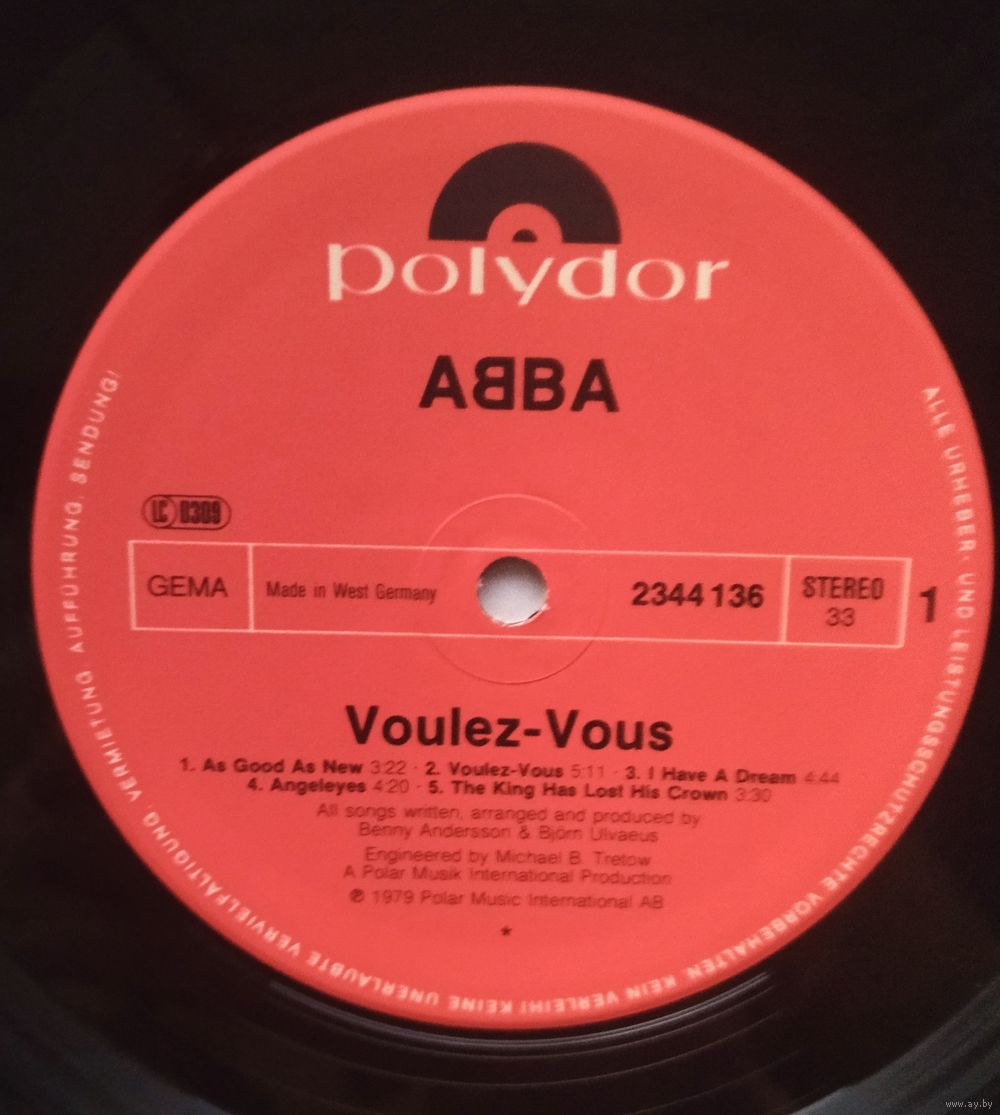 polydor
ABBA
LC 0309
GEMA
Made in West Germany
2344 136
STEREO
33
1
Voulez-Vous
1. As Good As New 3:22 · 2. Voulez-Vous 5:11 · 3. I Have A Dream 4:44
4. Angeleyes 4:20 · 5. The King Has Lost His Crown 3:30
All songs written, arranged and produced by
Benny Andersson & Björn Ulvaeus
Engineered by Michael B. Tretow
A Polar Musik International Production
℗ 1979 Polar Music International AB
*
ALLE URHEBER- UND LEISTUNGSSCHUTZRECHTE VORBEHALTEN. KEIN VERLEIH! KEINE UNERLAUBTE VERVIELFÄLTIGUNG, VERMIETUNG, AUFFÜHRUNG, SENDUNG!
www.ay.by